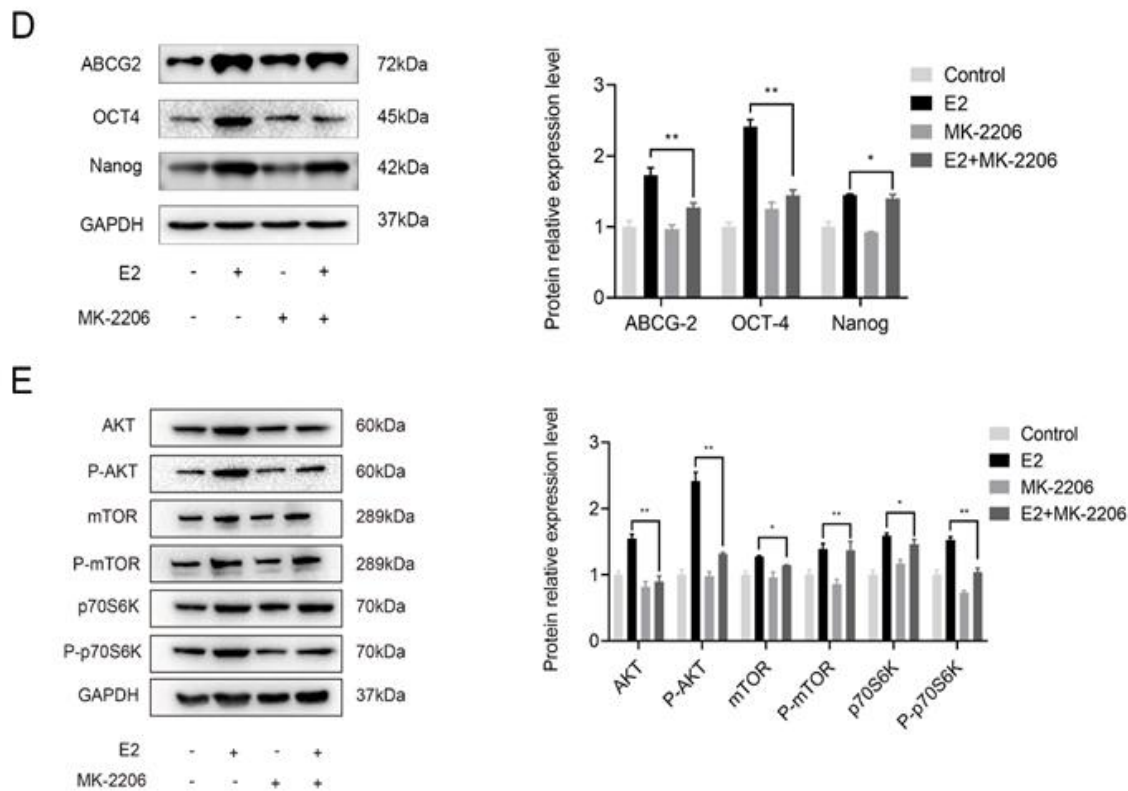 D
ABCG2 72kDa
OCT4 45kDa
Nanog 42kDa
GAPDH 37kDa
E2 - + - +
MK-2206 - - + +
Protein relative expression level
3
2
1
0
** ** *
ABCG-2 OCT-4 Nanog
Control
E2
MK-2206
E2+MK-2206
E
AKT 60kDa
P-AKT 60kDa
mTOR 289kDa
P-mTOR 289kDa
p70S6K 70kDa
P-p70S6K 70kDa
GAPDH 37kDa
E2 - + - +
MK-2206 - - + +
Protein relative expression level
3
2
1
0
** ** * ** * **
AKT P-AKT mTOR P-mTOR p70S6K P-p70S6K
Control
E2
MK-2206
E2+MK-2206